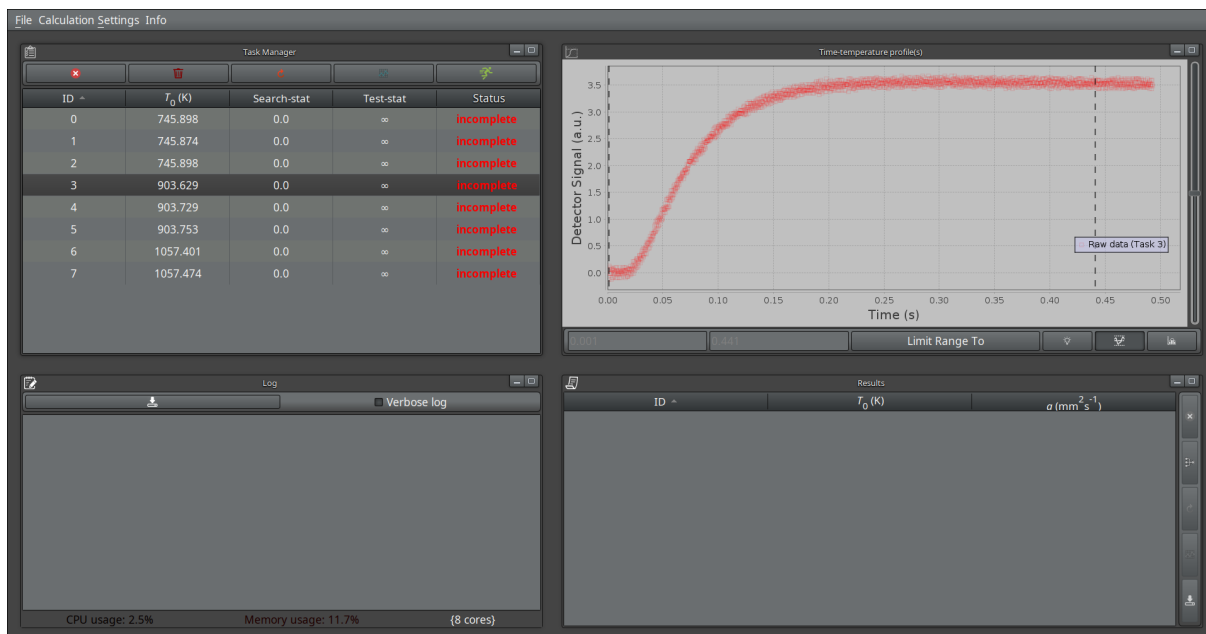 File Calculation Settings Info
Task Manager
ID T0 (K) Search-stat Test-stat Status
0 745.898 0.0 ∞ incomplete
1 745.874 0.0 ∞ incomplete
2 745.898 0.0 ∞ incomplete
3 903.629 0.0 ∞ incomplete
4 903.729 0.0 ∞ incomplete
5 903.753 0.0 ∞ incomplete
6 1057.401 0.0 ∞ incomplete
7 1057.474 0.0 ∞ incomplete
Time-temperature profile(s)
Detector Signal (a.u.)
3.5
3.0
2.5
2.0
1.5
1.0
0.5
0.0
Raw data (Task 3)
0.00 0.05 0.10 0.15 0.20 0.25 0.30 0.35 0.40 0.45 0.50
Time (s)
0.001 0.441 Limit Range To
Log
Verbose log
CPU usage: 2.5% Memory usage: 11.7% {8 cores}
Results
ID T0 (K) a (mm2 s-1)